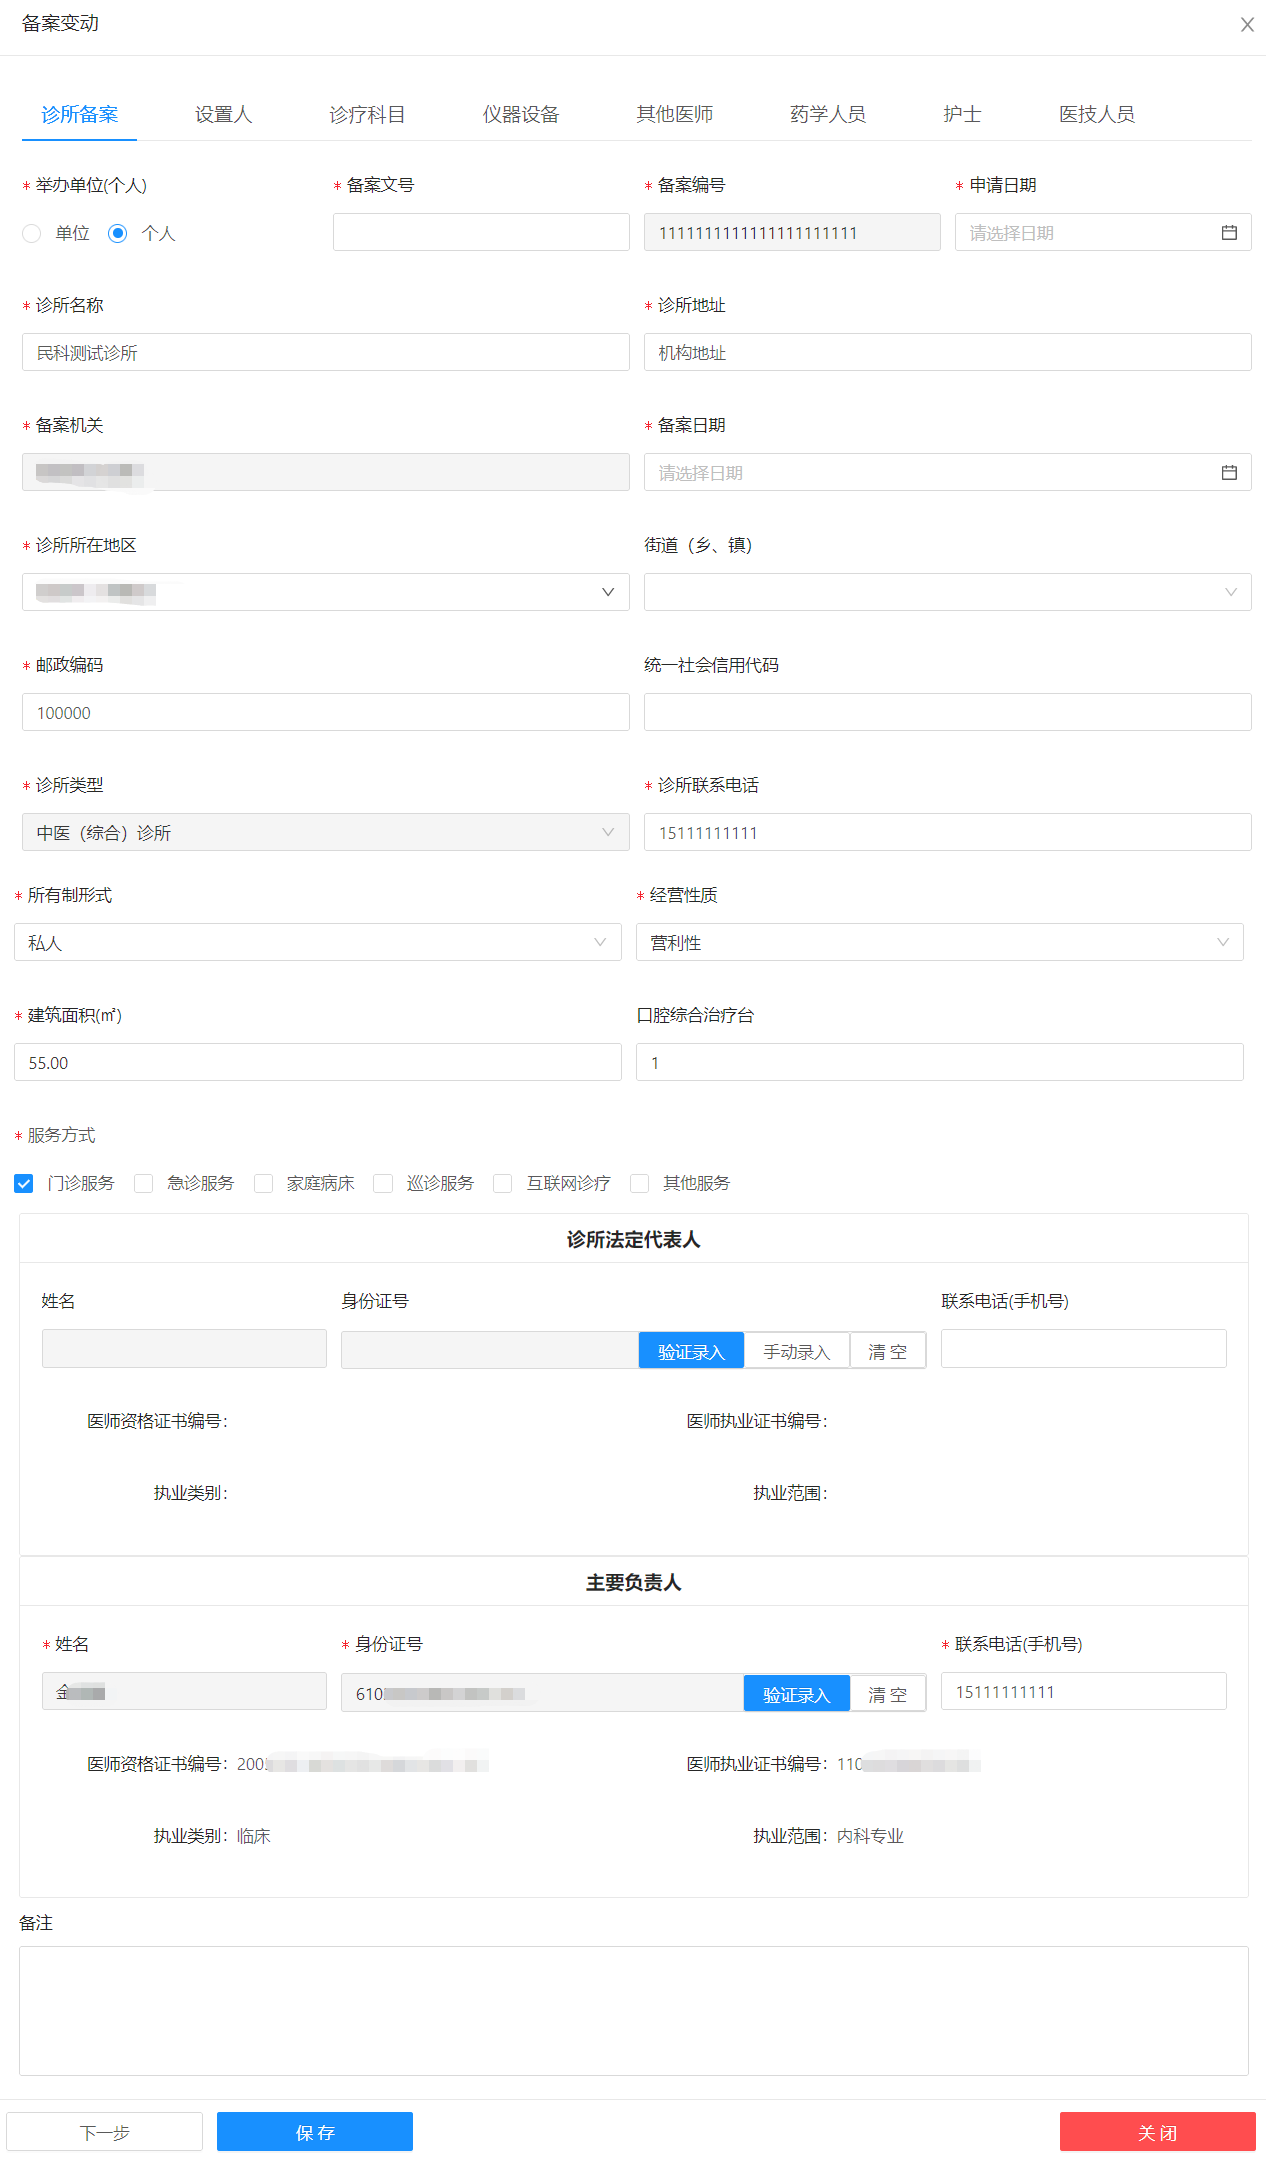 备案变动
诊所备案 设置人 诊疗科目 仪器设备 其他医师 药学人员 护士 医技人员
* 举办单位(个人) * 备案文号 * 备案编号 * 申请日期
单位 个人 1111111111111111111111 请选择日期
* 诊所名称 * 诊所地址
民科测试诊所 机构地址
* 备案机关 * 备案日期
请选择日期
* 诊所所在地区 街道（乡、镇）
* 邮政编码 统一社会信用代码
100000
* 诊所类型 * 诊所联系电话
中医（综合）诊所 15111111111
* 所有制形式 * 经营性质
私人 营利性
* 建筑面积(㎡) 口腔综合治疗台
55.00 1
* 服务方式
门诊服务 急诊服务 家庭病床 巡诊服务 互联网诊疗 其他服务
诊所法定代表人
姓名 身份证号 联系电话(手机号)
验证录入 手动录入 清 空
医师资格证书编号： 医师执业证书编号：
执业类别： 执业范围：
主要负责人
* 姓名 * 身份证号 * 联系电话(手机号)
金 610 验证录入 清 空 15111111111
医师资格证书编号：200 医师执业证书编号：110
执业类别：临床 执业范围：内科专业
备注
下一步 保 存 关 闭